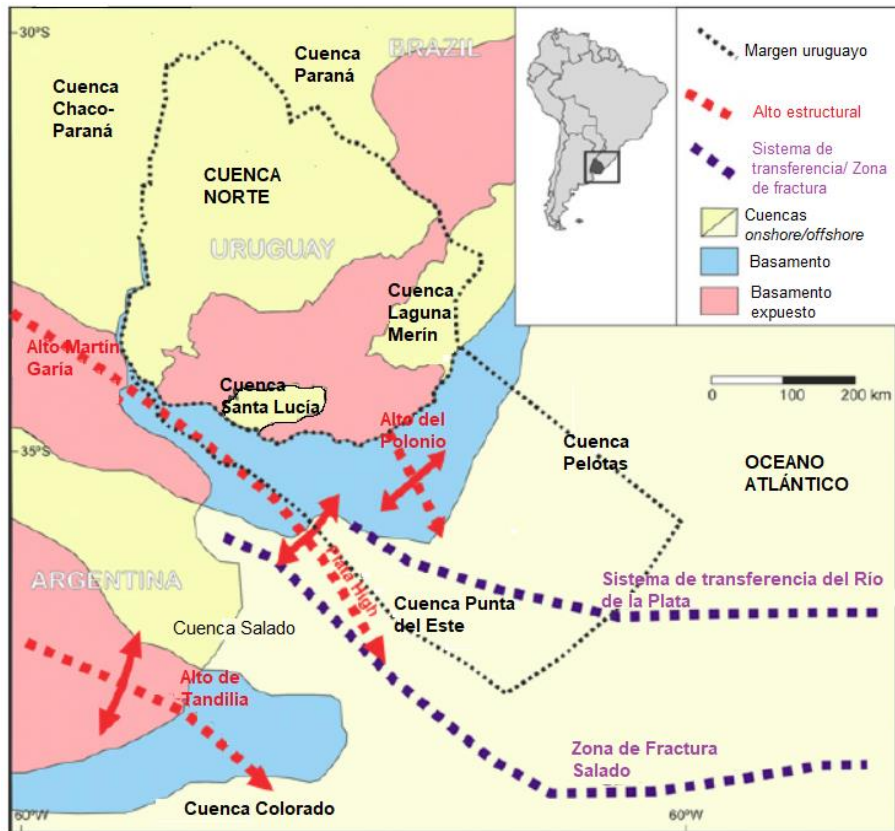 30ºS
Cuenca
Chaco-
Paraná
Cuenca
Paraná
BRAZIL
CUENCA
NORTE
URUGUAY
Cuenca
Laguna
Merín
Alto Martín
Garía
Cuenca
Santa Lucía
Alto del
Polonio
35ºS
Cuenca
Pelotas
OCEANO
ATLÁNTICO
ARGENTINA
Plata High
Cuenca Punta
del Este
Sistema de transferencia del Río
de la Plata
Cuenca Salado
Alto de
Tandilia
Zona de Fractura
Salado
Cuenca Colorado
60ºW
60ºW
Margen uruguayo
Alto estructural
Sistema de
transferencia/ Zona
de fractura
Cuencas
onshore/offshore
Basamento
Basamento
expuesto
0 100 200 km